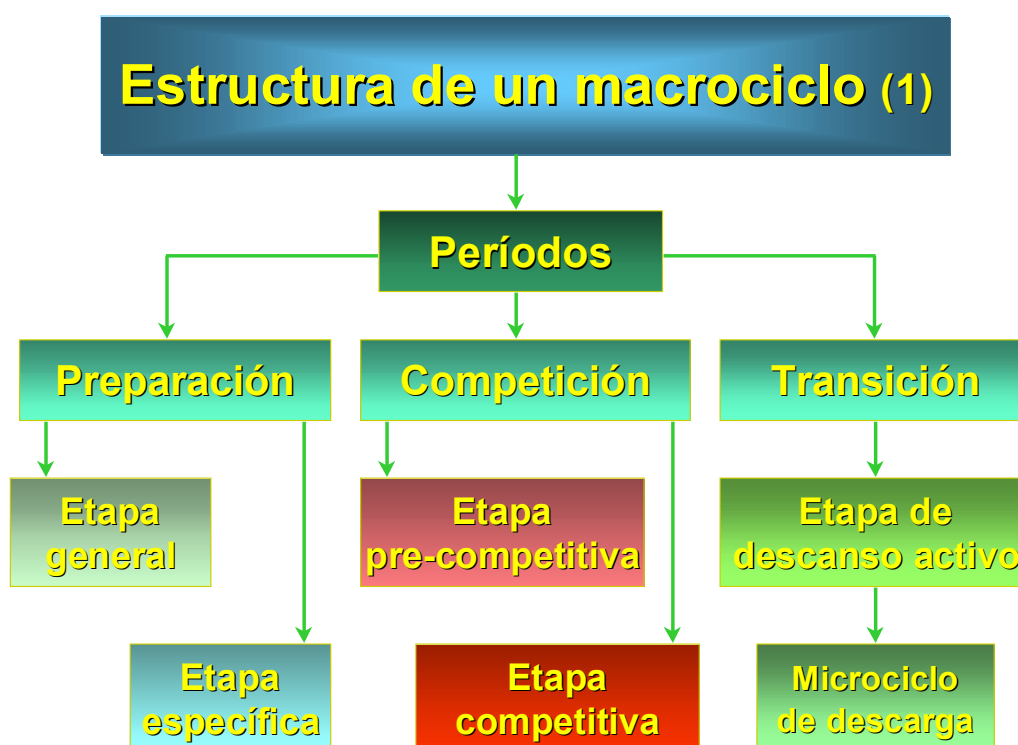 Estructura de un macrociclo (1)
Períodos
Preparación
Competición
Transición
Etapa
general
Etapa
pre-competitiva
Etapa de
descanso activo
Etapa
específica
Etapa
competitiva
Microciclo
de descarga